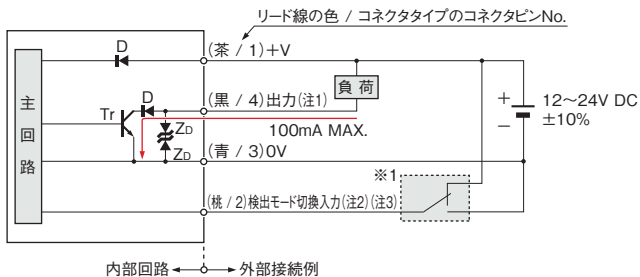 リード線の色 / コネクタタイプのコネクタピンNo.
D
(茶 / 1)+V
主回路
Tr
D
(黒 / 4)出力(注1)
負荷
ZD
ZD
100mA MAX.
+
−
12～24V DC
±10%
(青 / 3)0V
※1
(桃 / 2)検出モード切換入力(注2)(注3)
内部回路
外部接続例